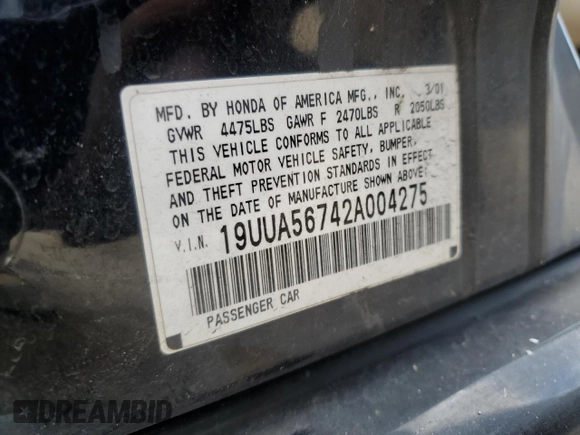 MFD. BY HONDA OF AMERICA MFG., INC. 3/01
GVWR 4475LBS GAWR F 2470LBS R 2050LBS
THIS VEHICLE CONFORMS TO ALL APPLICABLE
FEDERAL MOTOR VEHICLE SAFETY, BUMPER,
AND THEFT PREVENTION STANDARDS IN EFFECT
ON THE DATE OF MANUFACTURE SHOWN ABOVE.
V.I.N. 19UUA56742A004275
PASSENGER CAR
DREAMBID